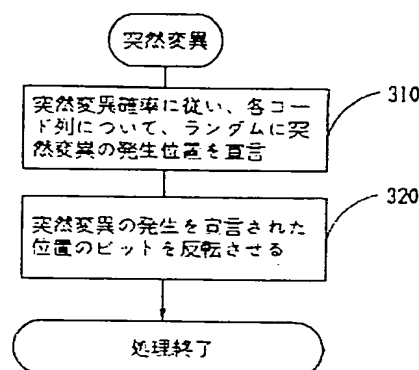 突然変異
突然変異確率に従い、各コー
ド列について、ランダムに突
然変異の発生位置を宣言
310
突然変異の発生を宣言された
位置のビットを反転させる
320
処理終了